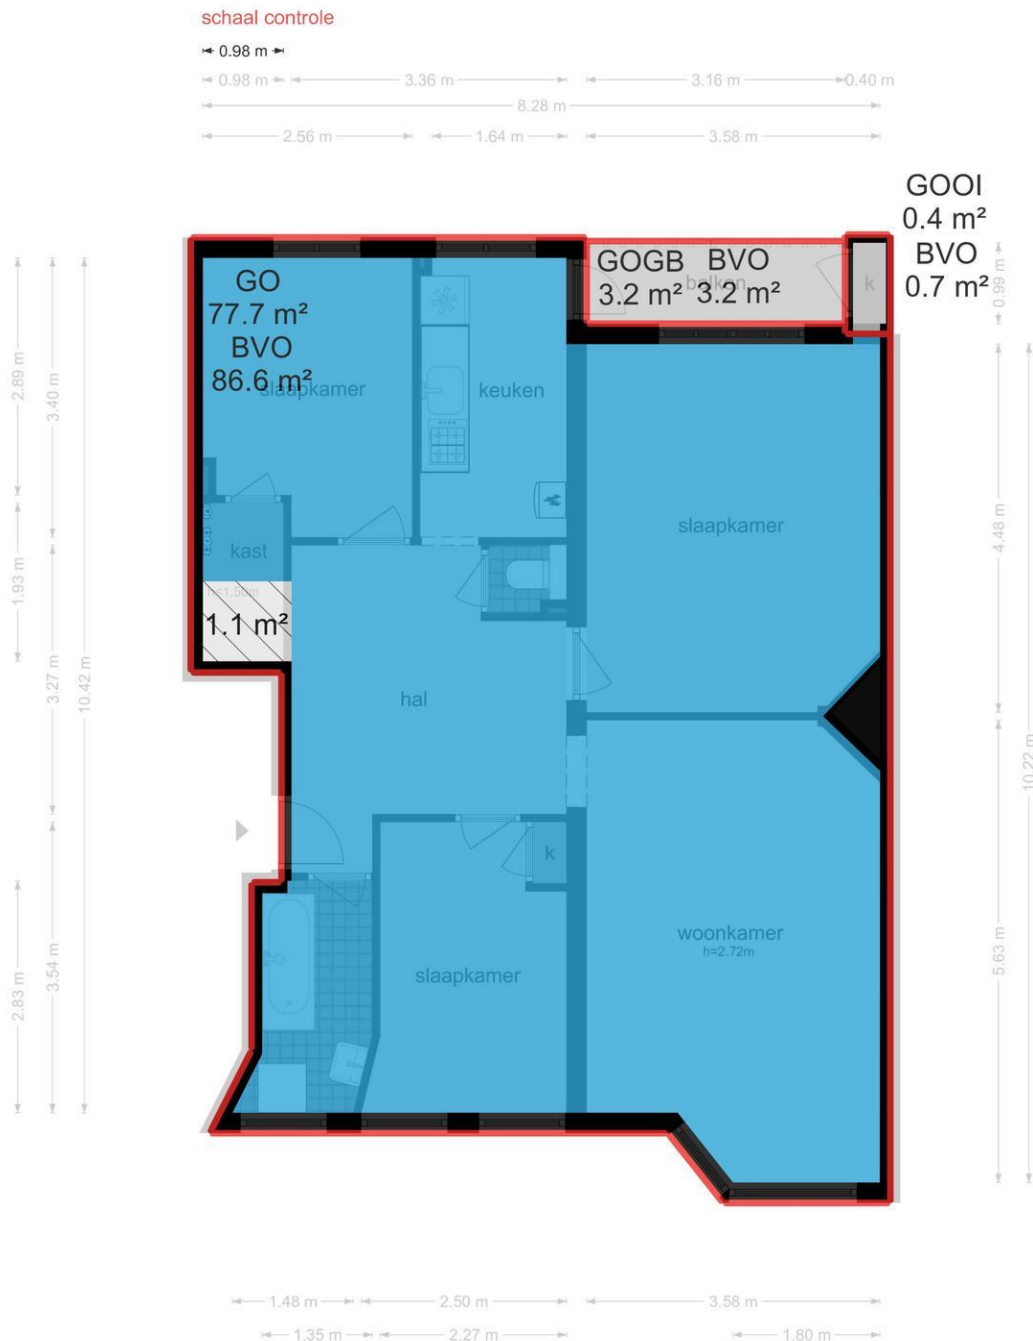 schaal controle
0.98 m
0.98 m
3.36 m
3.16 m
0.40 m
8.28 m
2.56 m
1.64 m
3.58 m
GOOI
0.4 m²
BVO
0.7 m²
GO
77.7 m²
BVO
86.6 m²
slaapkamer
keuken
GOGB BVO
3.2 m² 3.2 m²
balkon
k
0.99 m
2.89 m
3.40 m
1.93 m
3.27 m
10.42 m
2.83 m
3.54 m
kast
h=1.50m
1.1 m²
slaapkamer
hal
4.48 m
10.22 m
5.63 m
k
slaapkamer
woonkamer
h=2.72m
1.48 m
2.50 m
3.58 m
1.35 m
2.27 m
1.80 m